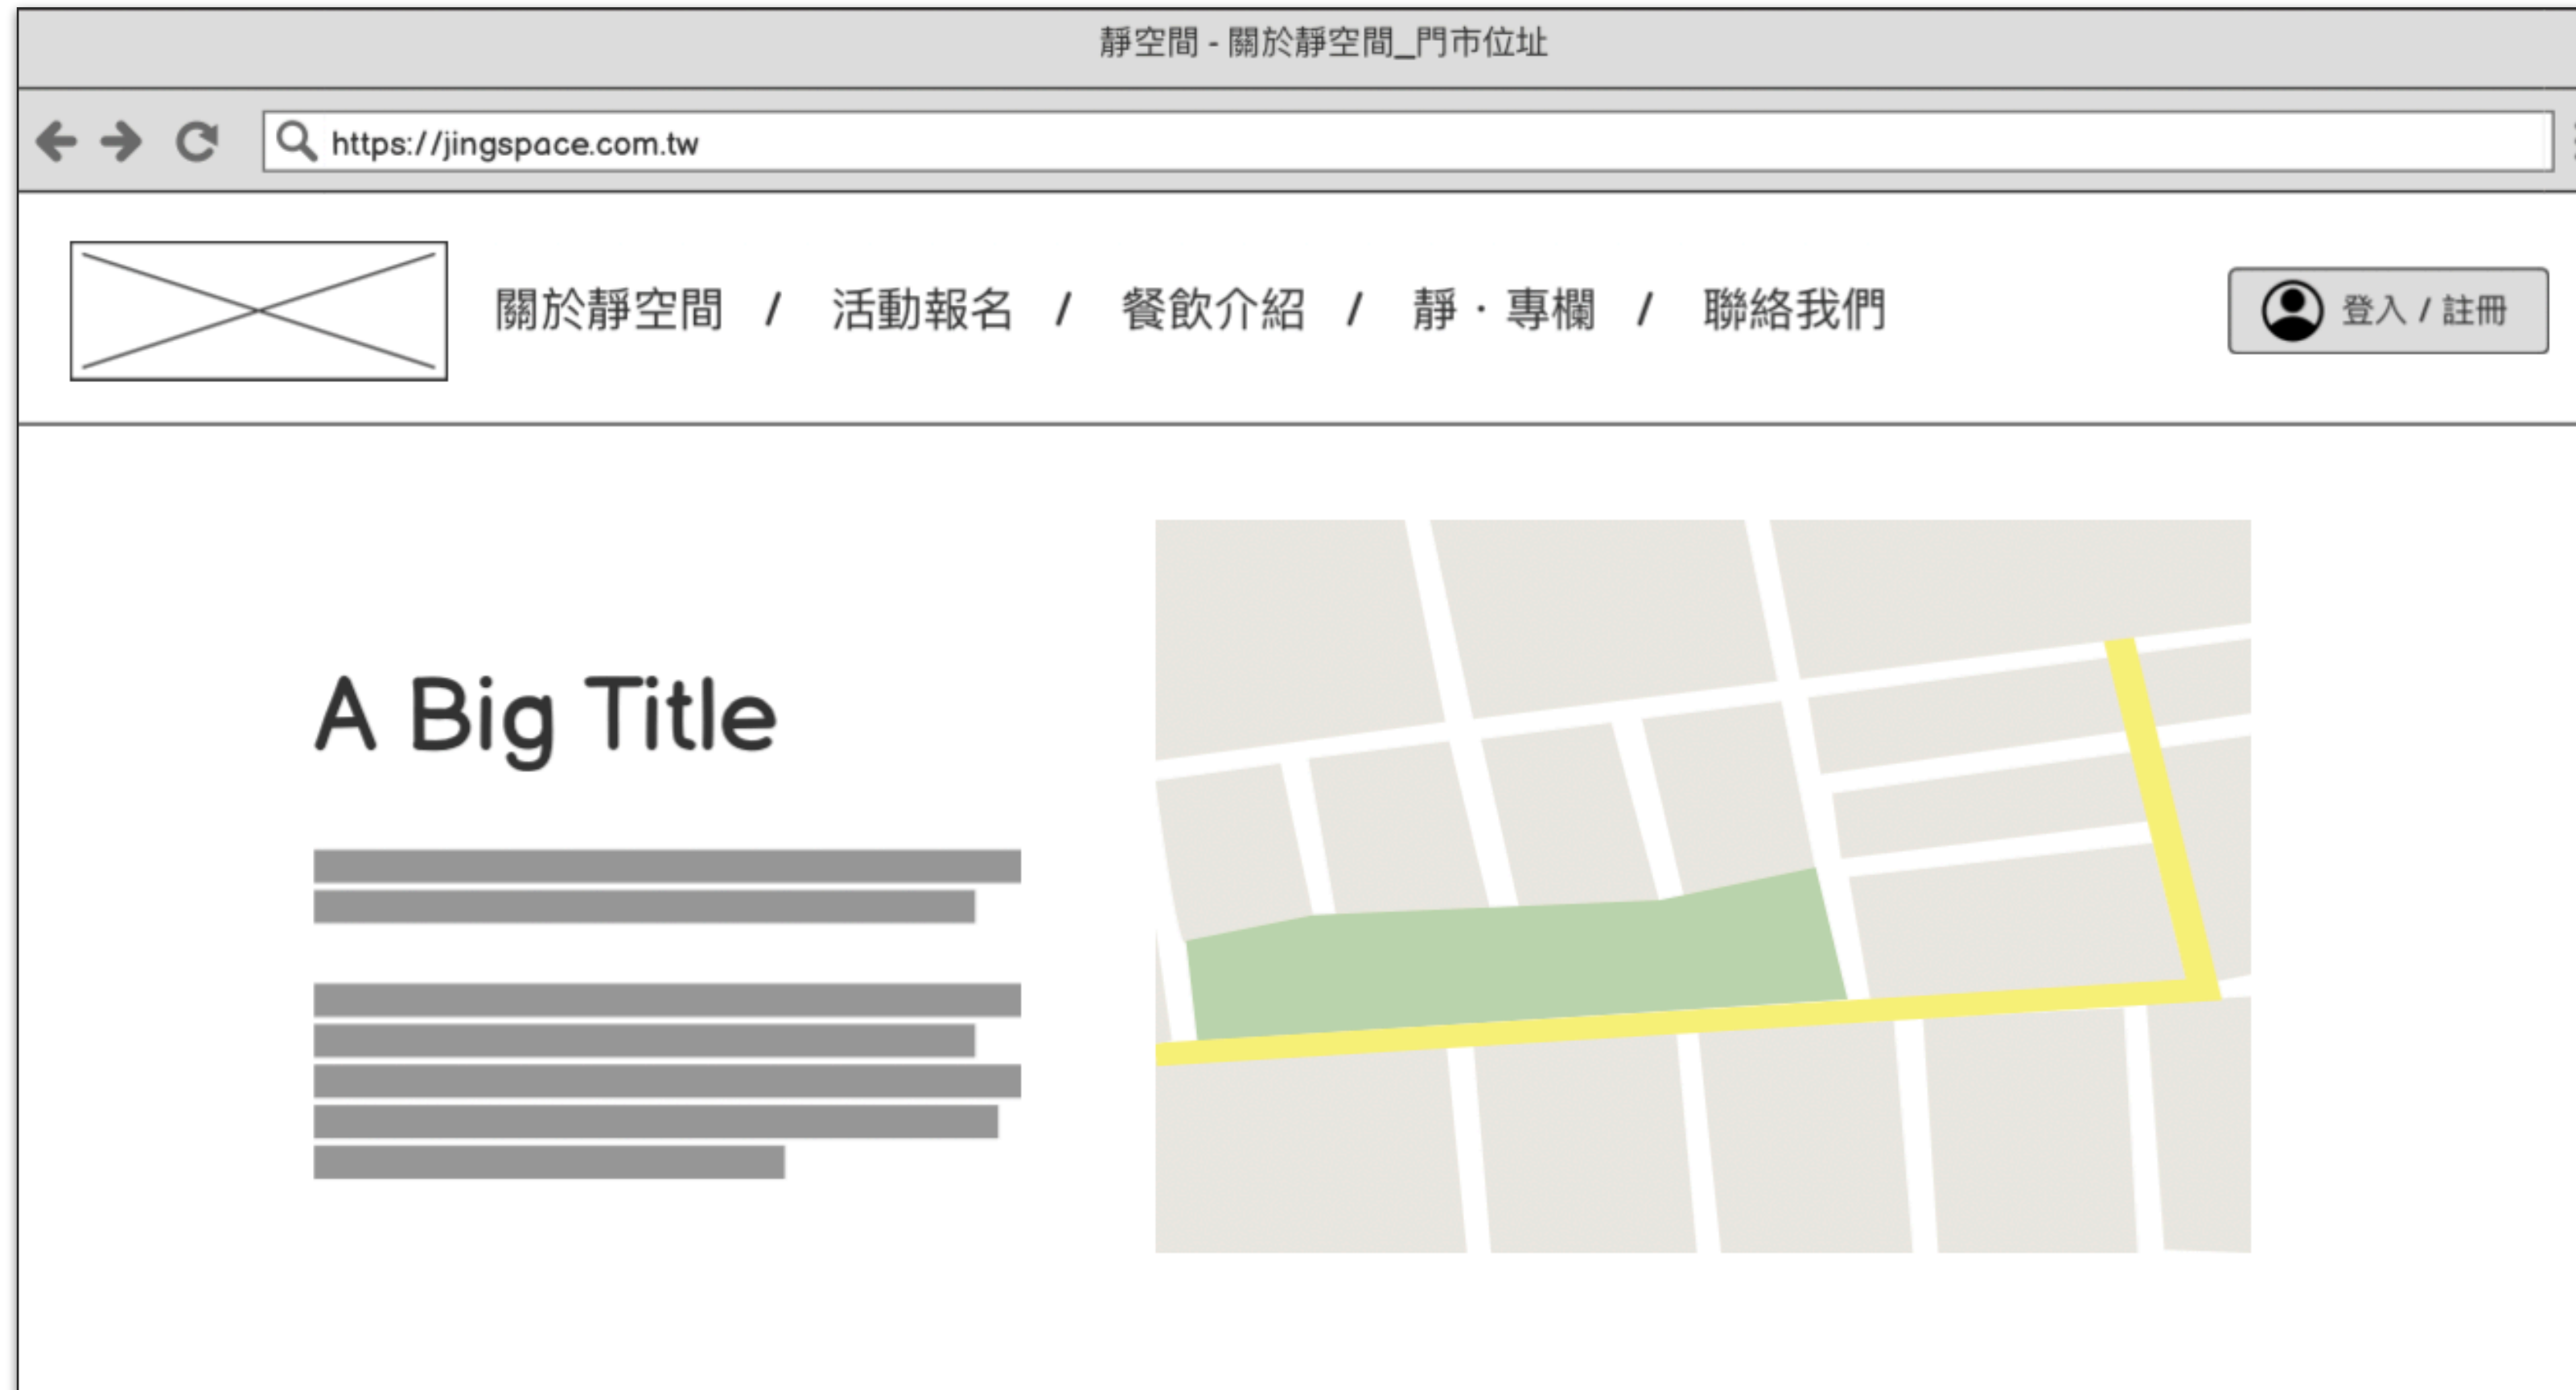 靜空間 - 關於靜空間_門市位址
https://jingspace.com.tw
關於靜空間 / 活動報名 / 餐飲介紹 / 靜．專欄 / 聯絡我們
登入 / 註冊
A Big Title